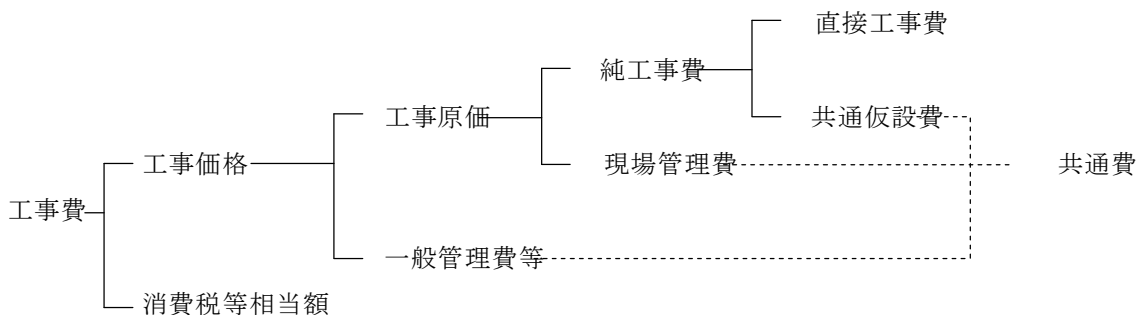 直接工事費
純工事費
工事原価
共通仮設費
工事価格
現場管理費
共通費
工事費
一般管理費等
消費税等相当額